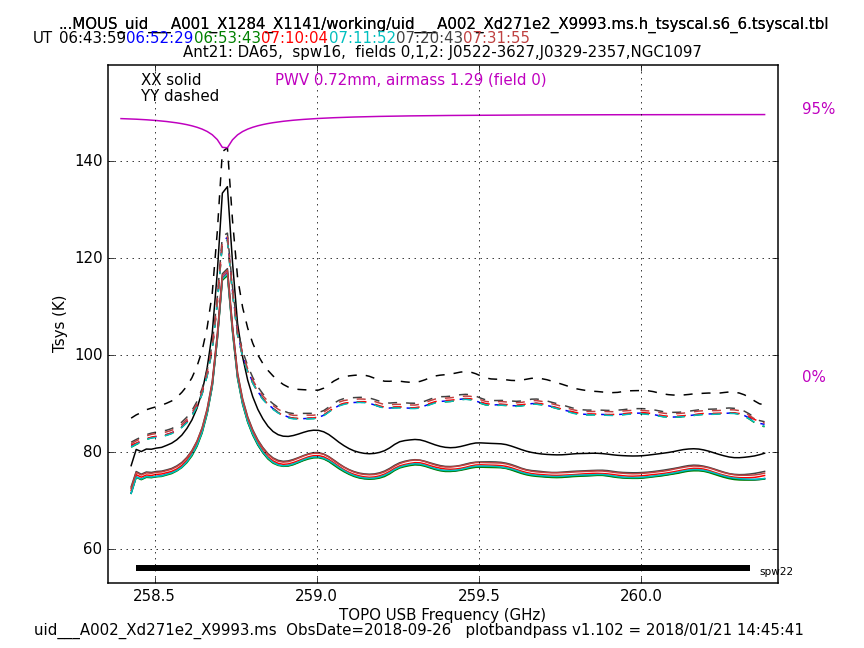 ...MOUS_uid___A001_X1284_X1141/working/uid___A002_Xd271e2_X9993.ms.h_tsyscal.s6_6.tsyscal.tbl
UT 06:43:59 06:52:29 06:53:43 07:10:04 07:11:52 07:20:43 07:31:55
Ant21: DA65, spw16, fields 0,1,2: J0522-3627,J0329-2357,NGC1097
XX solid PWV 0.72mm, airmass 1.29 (field 0)
YY dashed
95%
140
120
100
0%
80
60
Tsys (K)
spw22
258.5 259.0 259.5 260.0
TOPO USB Frequency (GHz)
uid___A002_Xd271e2_X9993.ms ObsDate=2018-09-26 plotbandpass v1.102 = 2018/01/21 14:45:41